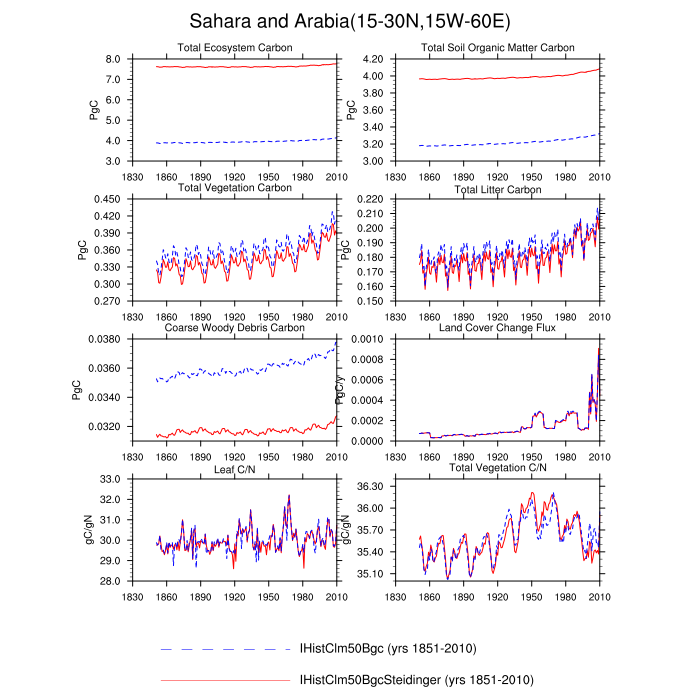 Sahara and Arabia(15-30N,15W-60E)
Total Ecosystem Carbon
8.0
7.0
6.0
5.0
4.0
3.0
PgC
1830 1860 1890 1920 1950 1980 2010
Total Soil Organic Matter Carbon
4.20
4.00
3.80
3.60
3.40
3.20
3.00
PgC
1830 1860 1890 1920 1950 1980 2010
Total Vegetation Carbon
0.450
0.420
0.390
0.360
0.330
0.300
0.270
PgC
1830 1860 1890 1920 1950 1980 2010
Total Litter Carbon
0.220
0.210
0.200
0.190
0.180
0.170
0.160
0.150
PgC
1830 1860 1890 1920 1950 1980 2010
Coarse Woody Debris Carbon
0.0380
0.0360
0.0340
0.0320
PgC
1830 1860 1890 1920 1950 1980 2010
Land Cover Change Flux
0.0010
0.0008
0.0006
0.0004
0.0002
0.0000
PgC/y
1830 1860 1890 1920 1950 1980 2010
Leaf C/N
33.0
32.0
31.0
30.0
29.0
28.0
gC/gN
1830 1860 1890 1920 1950 1980 2010
Total Vegetation C/N
36.30
36.00
35.70
35.40
35.10
gC/gN
1830 1860 1890 1920 1950 1980 2010
IHistClm50Bgc (yrs 1851-2010)
IHistClm50BgcSteidinger (yrs 1851-2010)